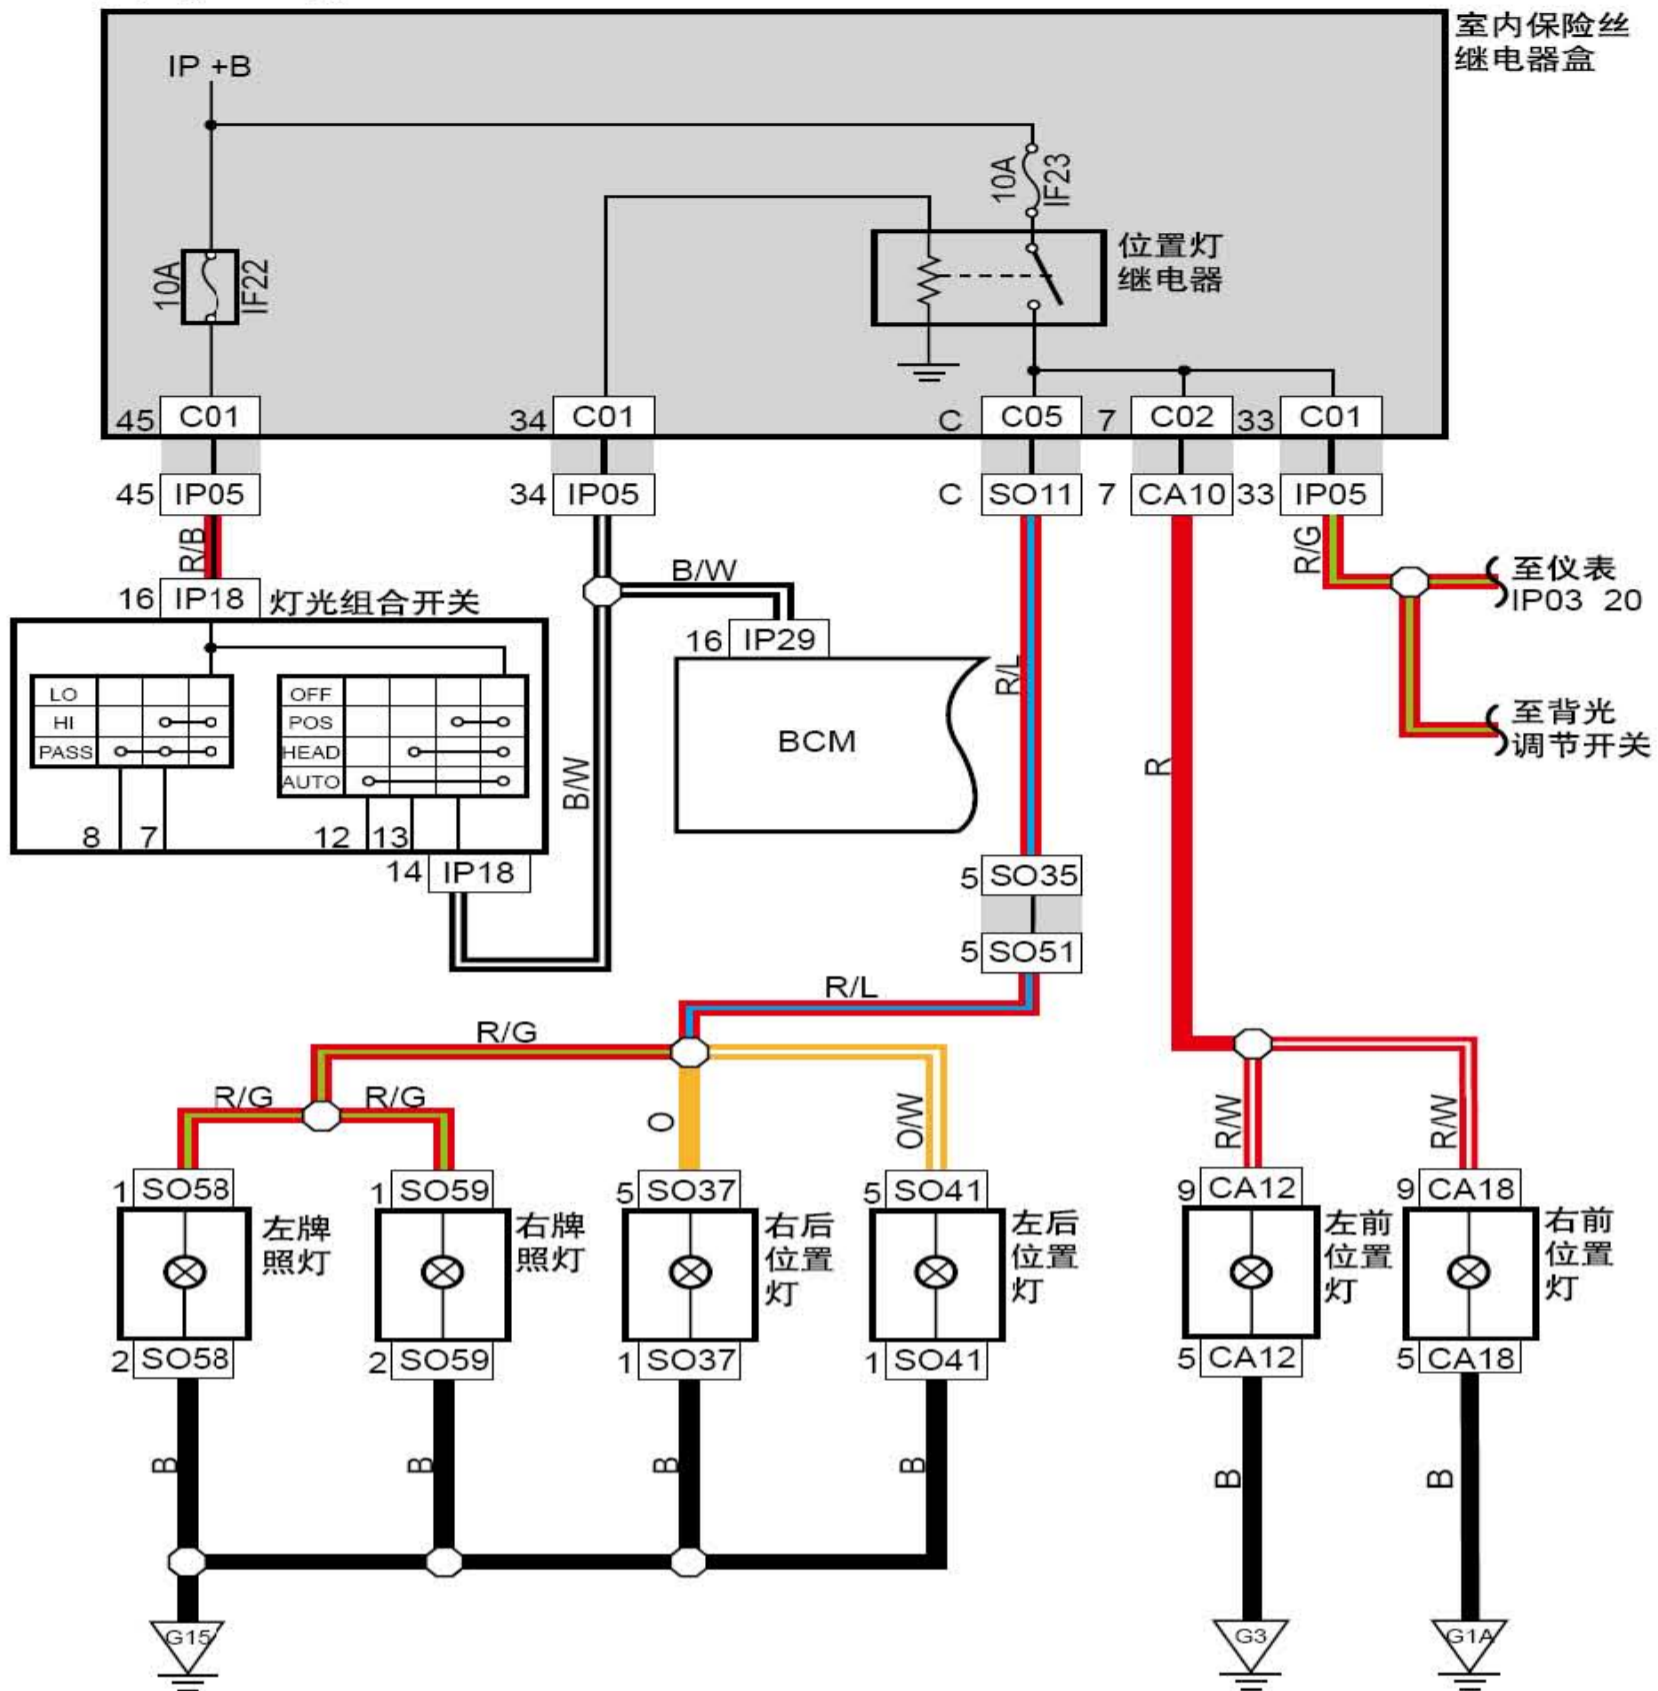 室内保险丝
继电器盒
IP +B
10A
IF23
位置灯
继电器
10A
IF22
45 C01
34 C01
C C05
7 C02
33 C01
45 IP05
34 IP05
C SO11
7 CA10
33 IP05
R/B
R/G
至仪表
IP03 20
B/W
16 IP18
灯光组合开关
16 IP29
R/L
LO
HI
PASS
OFF
POS
HEAD
AUTO
BCM
至背光
调节开关
B/W
R
8 7 12 13
14 IP18
5 SO35
5 SO51
R/L
R/G
R/G R/G
O
O/W
R/W
R/W
1 SO58
1 SO59
5 SO37
5 SO41
9 CA12
9 CA18
左牌
照灯
右牌
照灯
右后
位置
灯
左后
位置
灯
左前
位置
灯
右前
位置
灯
2 SO58
2 SO59
1 SO37
1 SO41
5 CA12
5 CA18
B
B
B
B
B
B
G15
G3
G1A